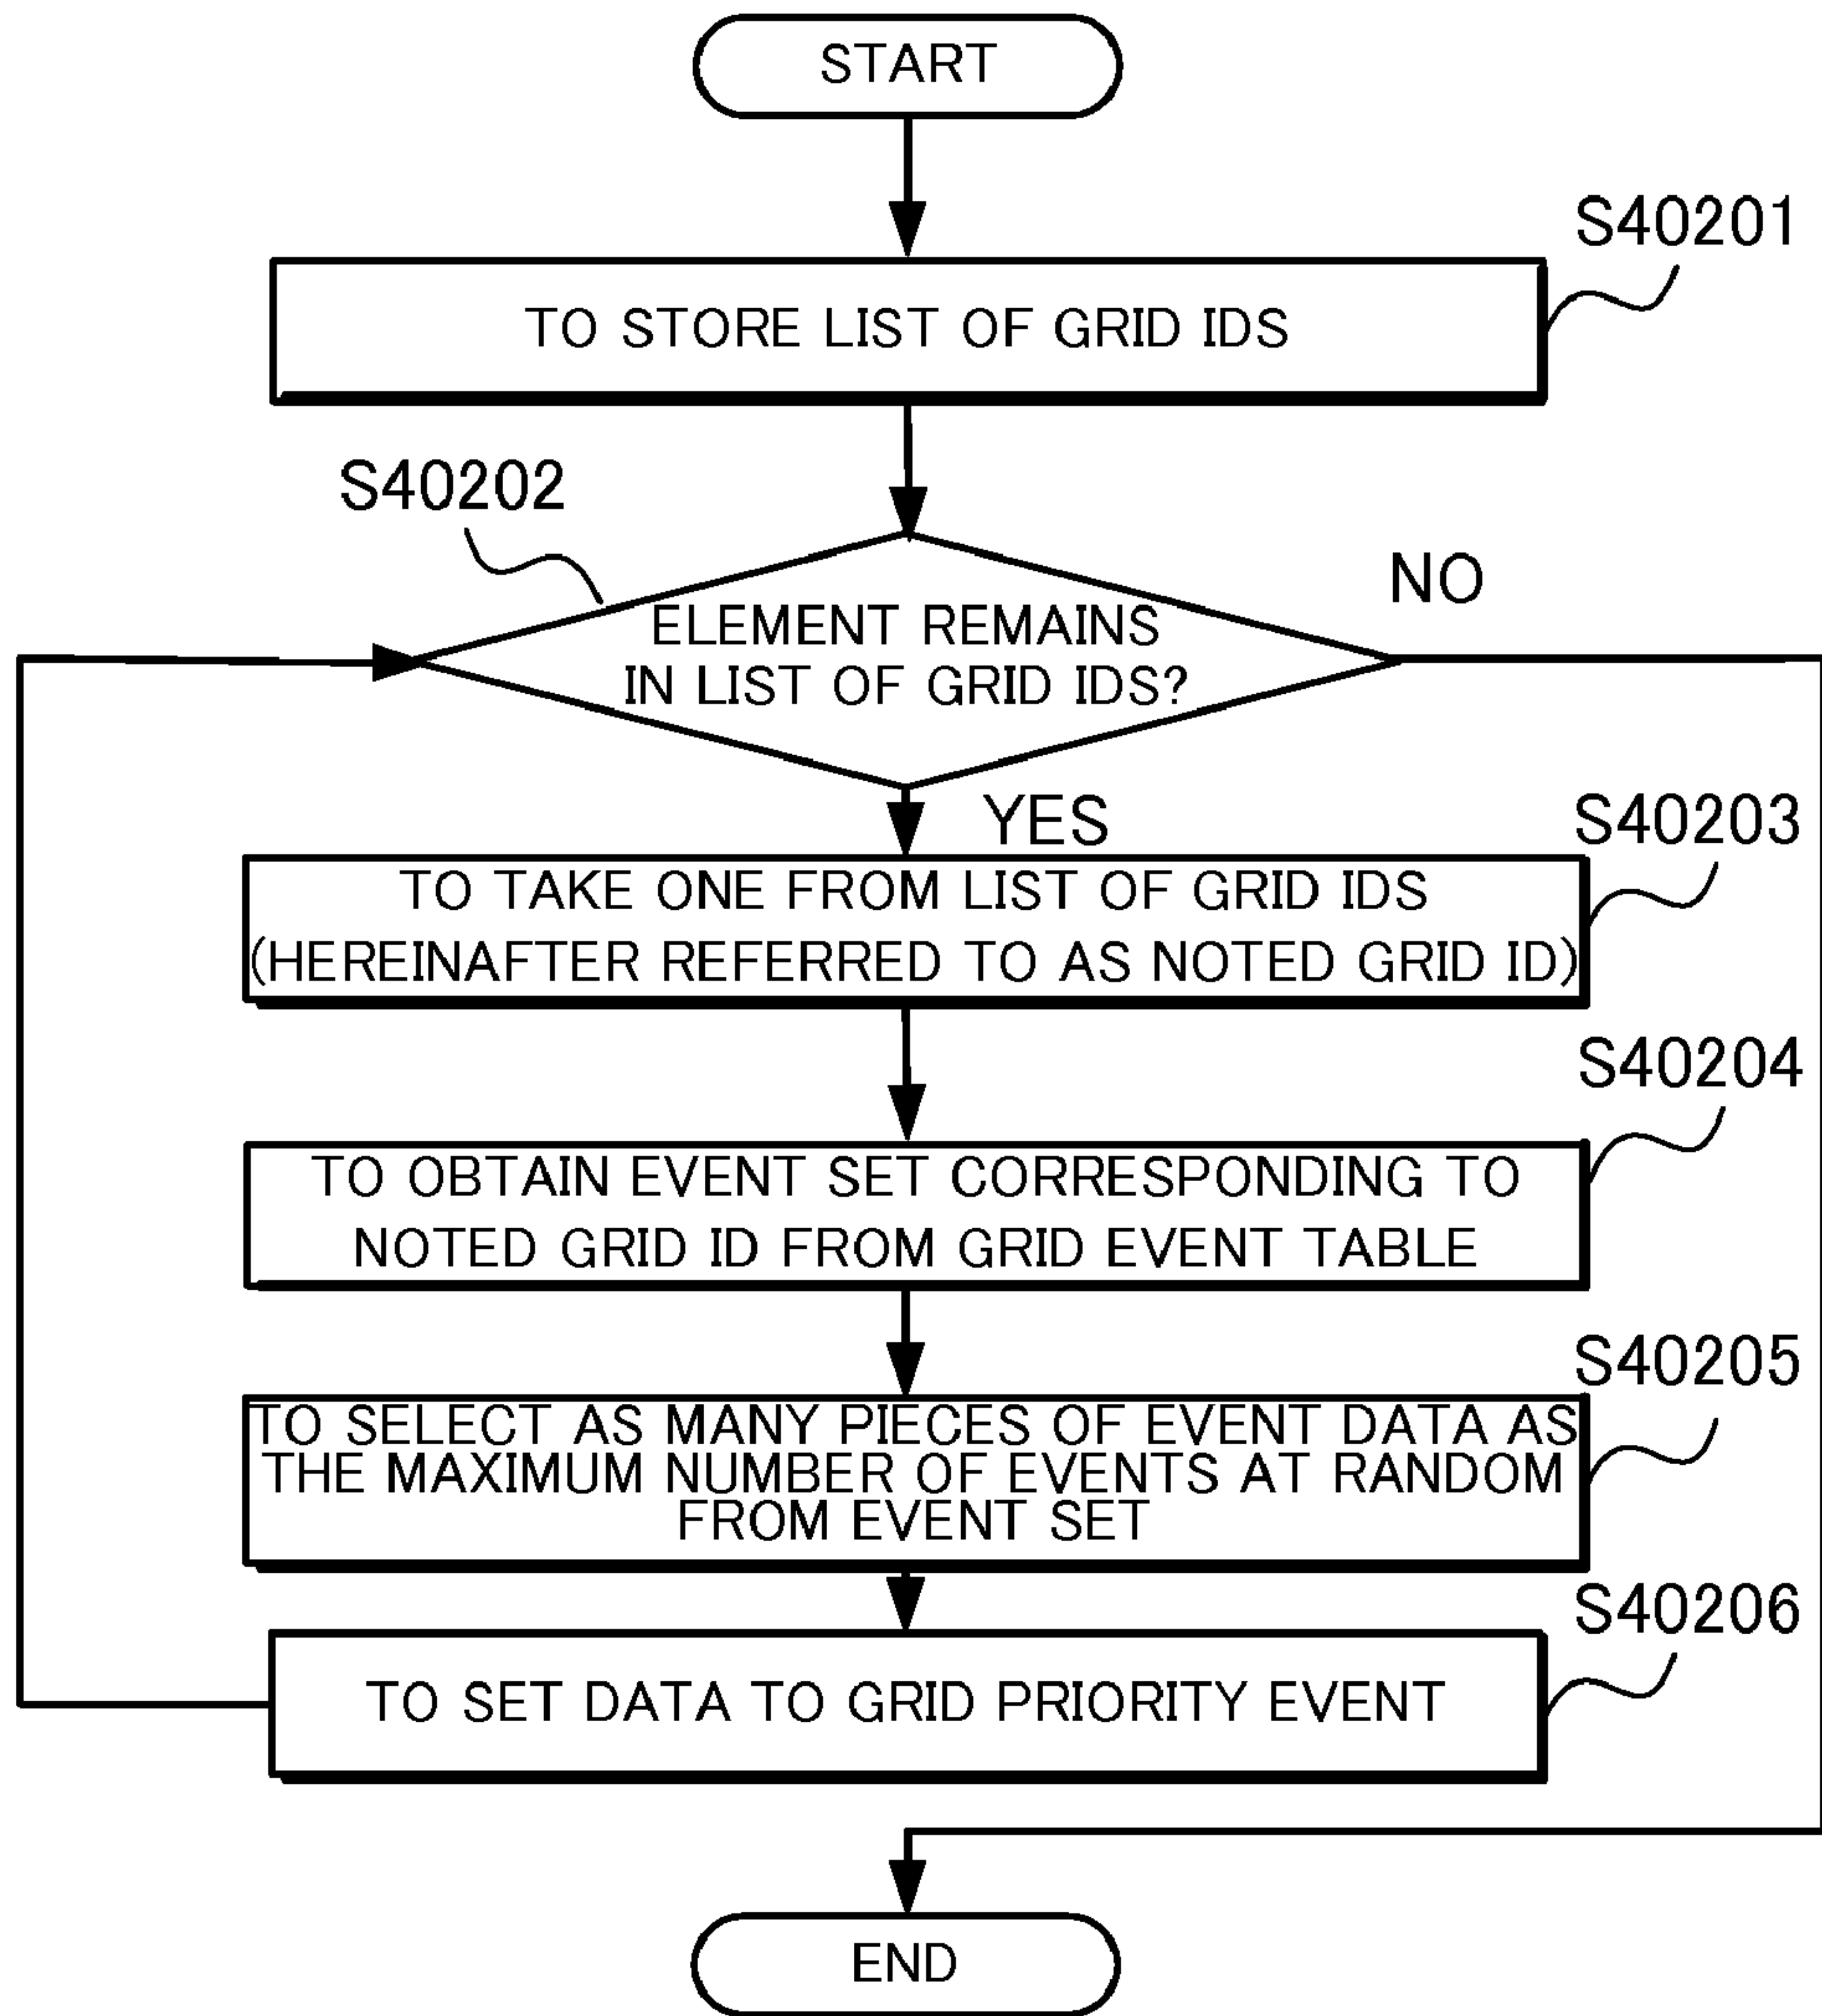 START
S40201
TO STORE LIST OF GRID IDS
S40202
NO
ELEMENT REMAINS
IN LIST OF GRID IDS?
YES
S40203
TO TAKE ONE FROM LIST OF GRID IDS
(HEREINAFTER REFERRED TO AS NOTED GRID ID)
S40204
TO OBTAIN EVENT SET CORRESPONDING TO
NOTED GRID ID FROM GRID EVENT TABLE
S40205
TO SELECT AS MANY PIECES OF EVENT DATA AS
THE MAXIMUM NUMBER OF EVENTS AT RANDOM
FROM EVENT SET
S40206
TO SET DATA TO GRID PRIORITY EVENT
END